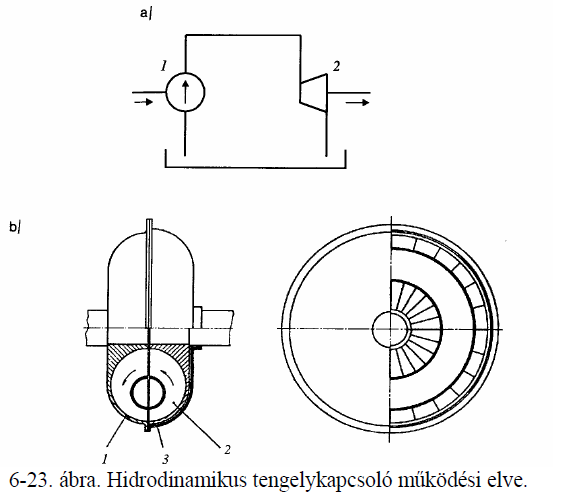 a/
1
2
b/
1
3
2
6-23. ábra. Hidrodinamikus tengelykapcsoló működési elve.